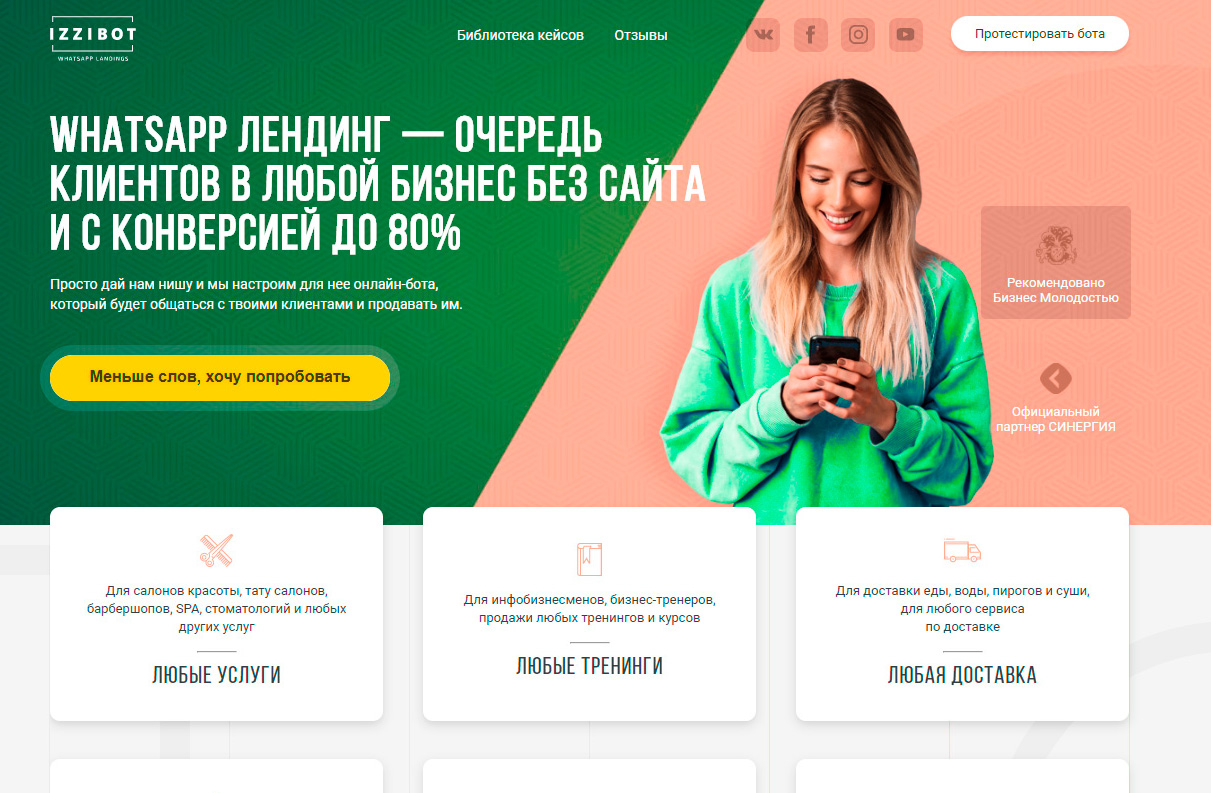 IZZIBOT
WHATSAPP LANDINGS
Библиотека кейсов
Отзывы
Протестировать бота
WHATSAPP ЛЕНДИНГ — ОЧЕРЕДЬ
КЛИЕНТОВ В ЛЮБОЙ БИЗНЕС БЕЗ САЙТА
И С КОНВЕРСИЕЙ ДО 80%
Просто дай нам нишу и мы настроим для нее онлайн-бота,
который будет общаться с твоими клиентами и продавать им.
Меньше слов, хочу попробовать
Рекомендовано
Бизнес Молодостью
Официальный
партнер СИНЕРГИЯ
Для салонов красоты, тату салонов,
барбершопов, SPA, стоматологий и любых
других услуг
ЛЮБЫЕ УСЛУГИ
Для инфобизнесменов, бизнес-тренеров,
продажи любых тренингов и курсов
ЛЮБЫЕ ТРЕНИНГИ
Для доставки еды, воды, пирогов и суши,
для любого сервиса
по доставке
ЛЮБАЯ ДОСТАВКА